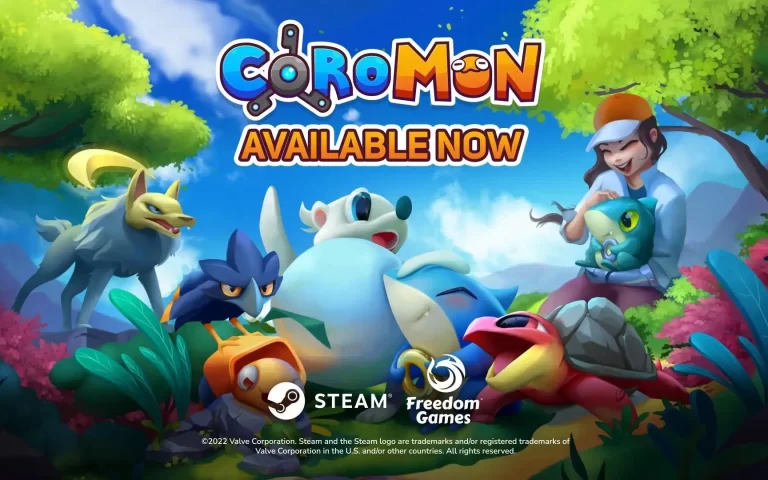 COROMON
AVAILABLE NOW
STEAM®
Freedom
Games
©2022 Valve Corporation. Steam and the Steam logo are trademarks and/or registered trademarks of
Valve Corporation in the U.S. and/or other countries. All rights reserved.